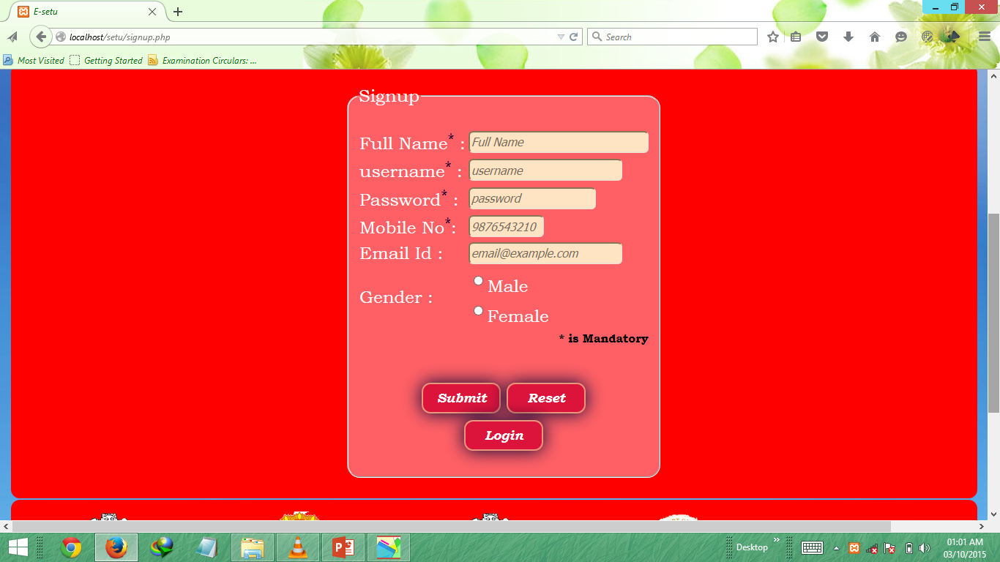 E-setu
localhost/setu/signup.php
Search
Most Visited Getting Started Examination Circulars: ...
Signup
Full Name* : Full Name
username* : username
Password* : password
Mobile No*: 9876543210
Email Id : email@example.com
Gender :
Male
Female
* is Mandatory
Submit Reset
Login
Desktop
01:01 AM
03/10/2015